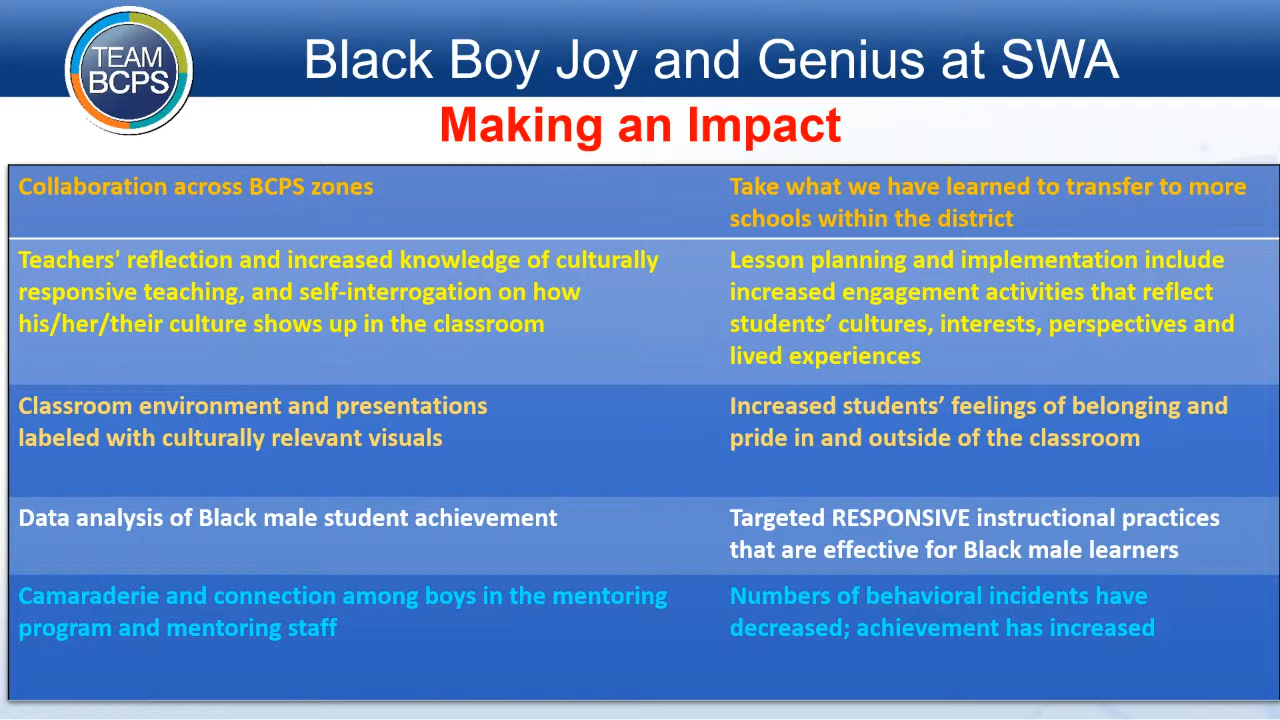 TEAM
BCPS
Black Boy Joy and Genius at SWA
Making an Impact
Collaboration across BCPS zones
Take what we have learned to transfer to more
schools within the district
Teachers' reflection and increased knowledge of culturally
responsive teaching, and self-interrogation on how
his/her/their culture shows up in the classroom
Lesson planning and implementation include
increased engagement activities that reflect
students’ cultures, interests, perspectives and
lived experiences
Classroom environment and presentations
labeled with culturally relevant visuals
Increased students’ feelings of belonging and
pride in and outside of the classroom
Data analysis of Black male student achievement
Targeted RESPONSIVE instructional practices
that are effective for Black male learners
Camaraderie and connection among boys in the mentoring
program and mentoring staff
Numbers of behavioral incidents have
decreased; achievement has increased